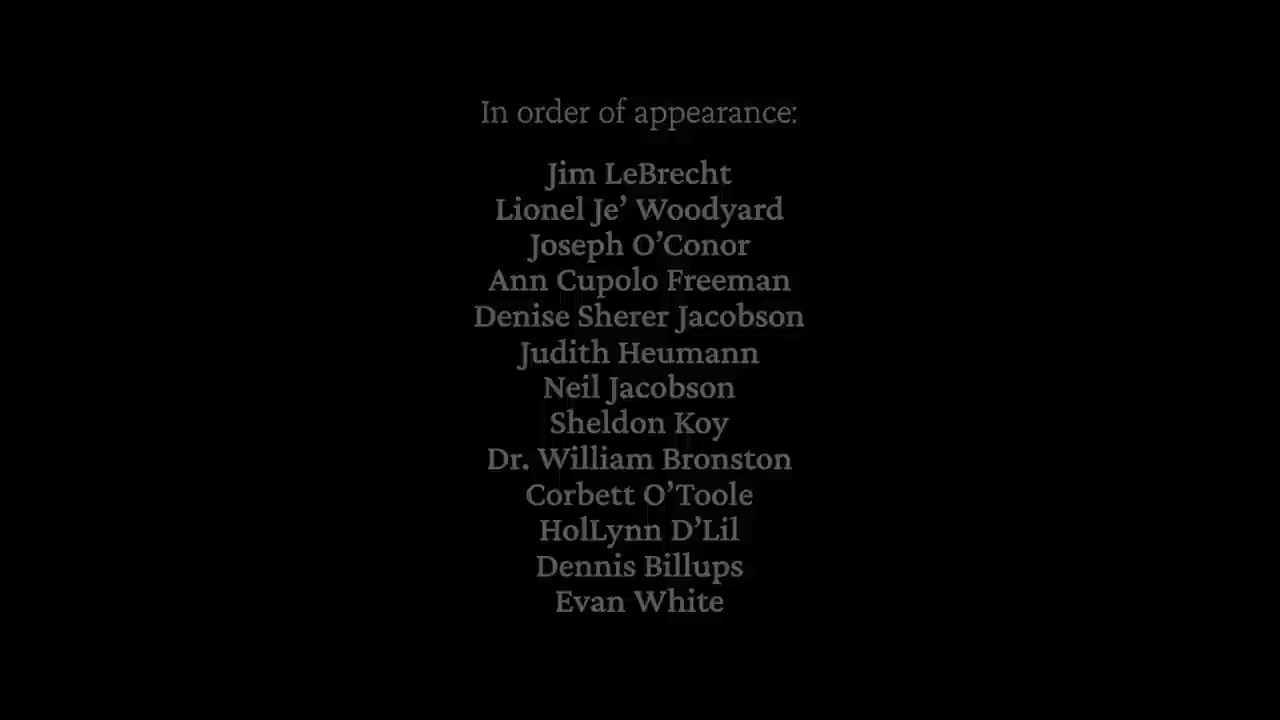 In order of appearance:
Jim LeBrecht
Lionel Je’ Woodyard
Joseph O’Conor
Ann Cupolo Freeman
Denise Sherer Jacobson
Judith Heumann
Neil Jacobson
Sheldon Koy
Dr. William Bronston
Corbett O’Toole
HolLynn D’Lil
Dennis Billups
Evan White